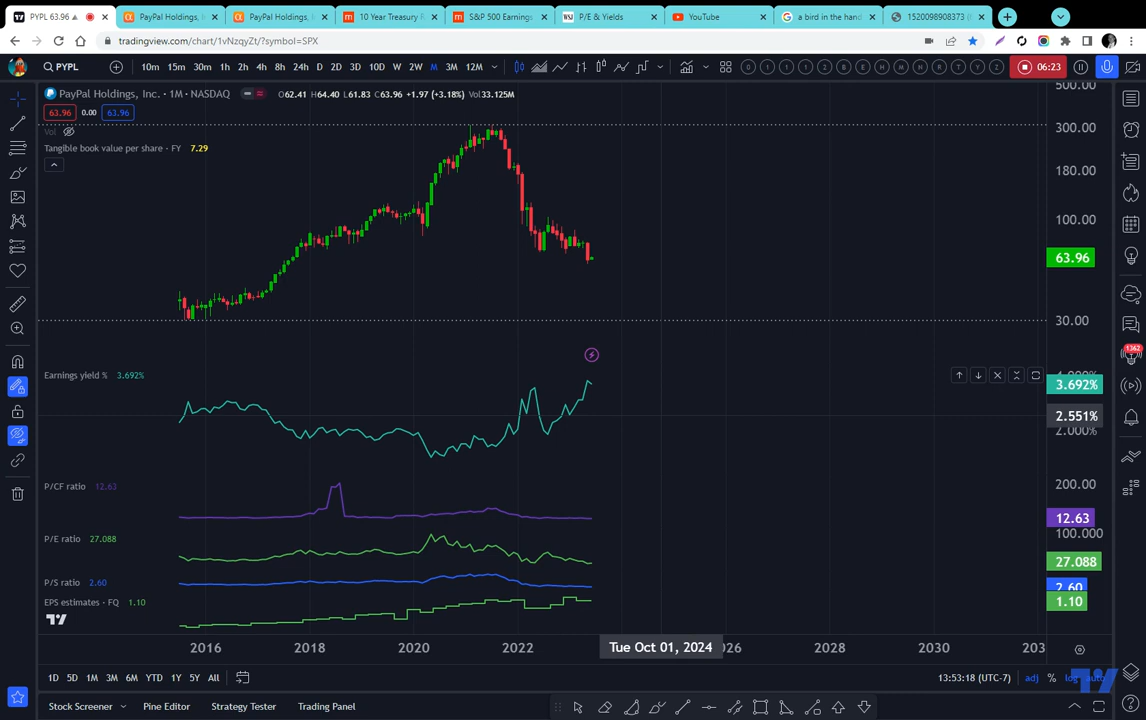 PYPL 63.96
PayPal Holdings, I
PayPal Holdings, I
10 Year Treasury R
S&P 500 Earnings
WSJ
P/E & Yields
YouTube
a bird in the hand
1520098908373 (
tradingview.com/chart/1vNzqyZt/?symbol=SPX
PYPL
10m 15m 30m 1h 2h 4h 8h 24h D 2D 3D 10D W 2W M 3M 12M
06:23
PayPal Holdings, Inc. · 1M · NASDAQ O62.41 H64.40 L61.83 C63.96 +1.97 (+3.18%) Vol33.125M
63.96 0.00 63.96
Vol
Tangible book value per share · FY 7.29
500.00
300.00
180.00
100.00
63.96
30.00
Earnings yield % 3.692%
3.692%
2.551%
2.000%
P/CF ratio 12.63
200.00
12.63
100.000
P/E ratio 27.088
27.088
P/S ratio 2.60
2.60
EPS estimates · FQ 1.10
1.10
1362
2016 2018 2020 2022 Tue Oct 01, 2024 026 2028 2030 203
1D 5D 1M 3M 6M YTD 1Y 5Y All
13:53:18 (UTC-7) adj % log auto
Stock Screener Pine Editor Strategy Tester Trading Panel